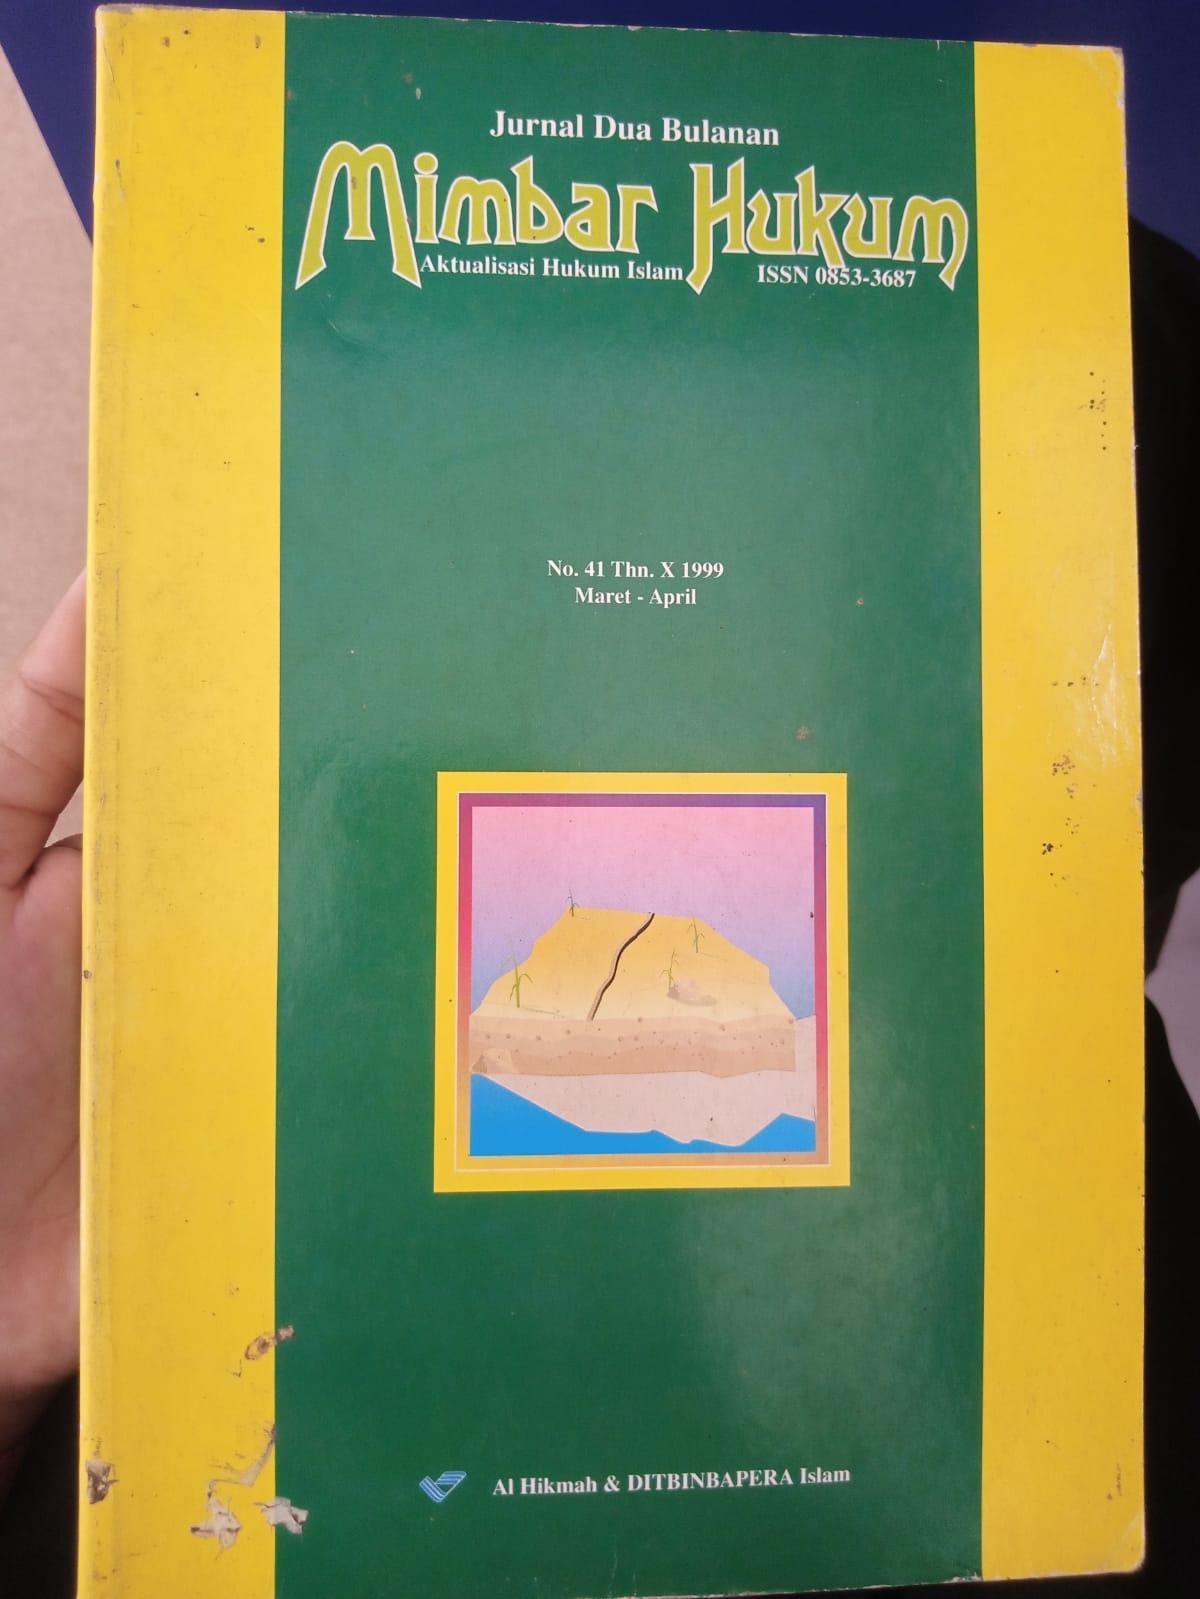 Jurnal Dua Bulanan
Mimbar Hukum
Aktualisasi Hukum Islam ISSN 0853-3687
No. 41 Thn. X 1999
Maret - April
Al Hikmah & DITBINBAPERA Islam